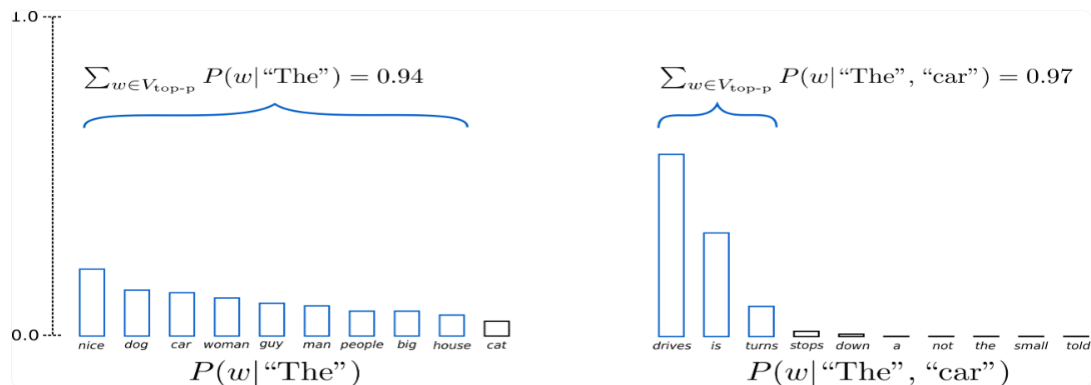 1.0
∑w∈Vtop-p P(w|“The”) = 0.94
∑w∈Vtop-p P(w|“The”, “car”) = 0.97
0.0
nice dog car woman guy man people big house cat
drives is turns stops down a not the small told
P(w|“The”)
P(w|“The”, “car”)